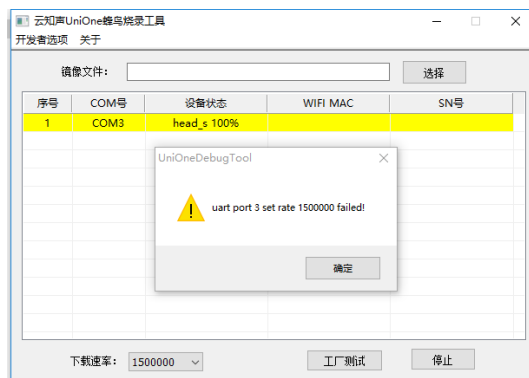 云知声UniOne蜂鸟烧录工具
开发者选项 关于
镜像文件： 选择
序号 COM号 设备状态 WIFI MAC SN号
1 COM3 head_s 100%
UniOneDebugTool
uart port 3 set rate 1500000 failed!
确定
下载速率： 1500000 工厂测试 停止